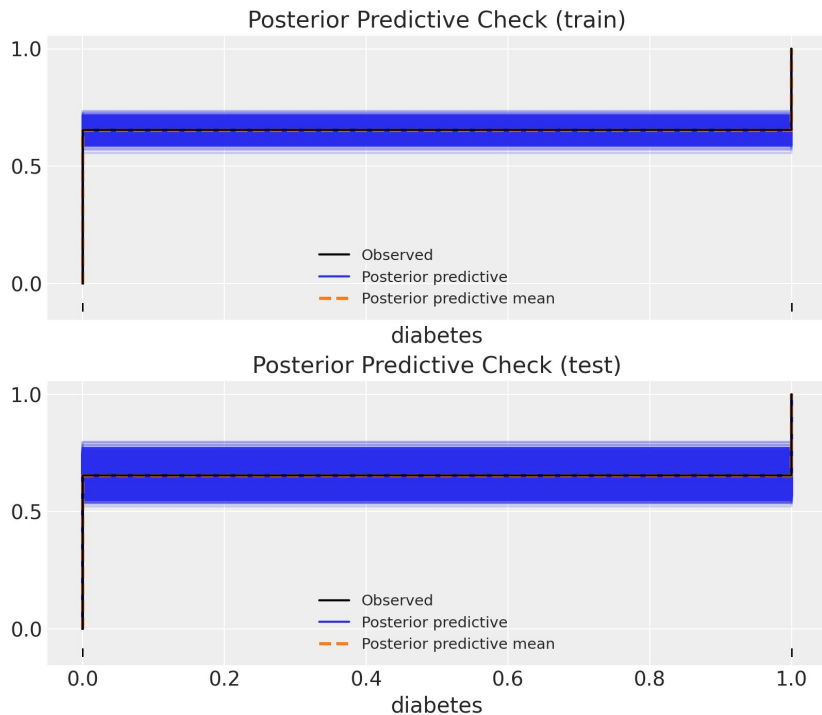 Posterior Predictive Check (train)
1.0
0.5
0.0
Observed
Posterior predictive
Posterior predictive mean
diabetes
Posterior Predictive Check (test)
1.0
0.5
0.0
Observed
Posterior predictive
Posterior predictive mean
0.0 0.2 0.4 0.6 0.8 1.0
diabetes